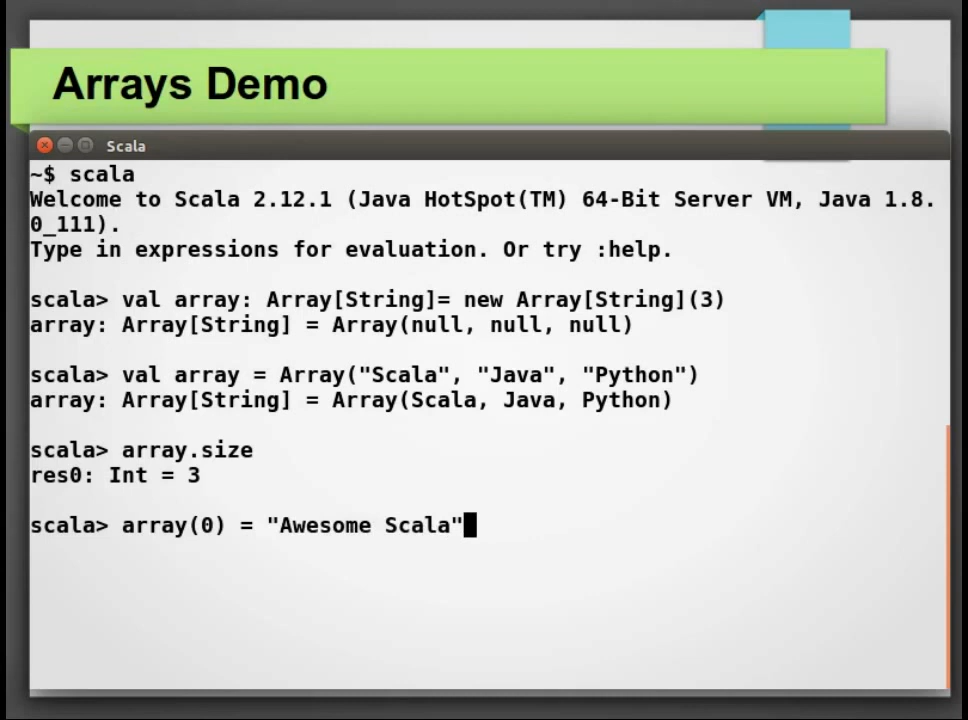 Arrays Demo
Scala
~$ scala
Welcome to Scala 2.12.1 (Java HotSpot(TM) 64-Bit Server VM, Java 1.8.
0_111).
Type in expressions for evaluation. Or try :help.
scala> val array: Array[String]= new Array[String](3)
array: Array[String] = Array(null, null, null)
scala> val array = Array("Scala", "Java", "Python")
array: Array[String] = Array(Scala, Java, Python)
scala> array.size
res0: Int = 3
scala> array(0) = "Awesome Scala"